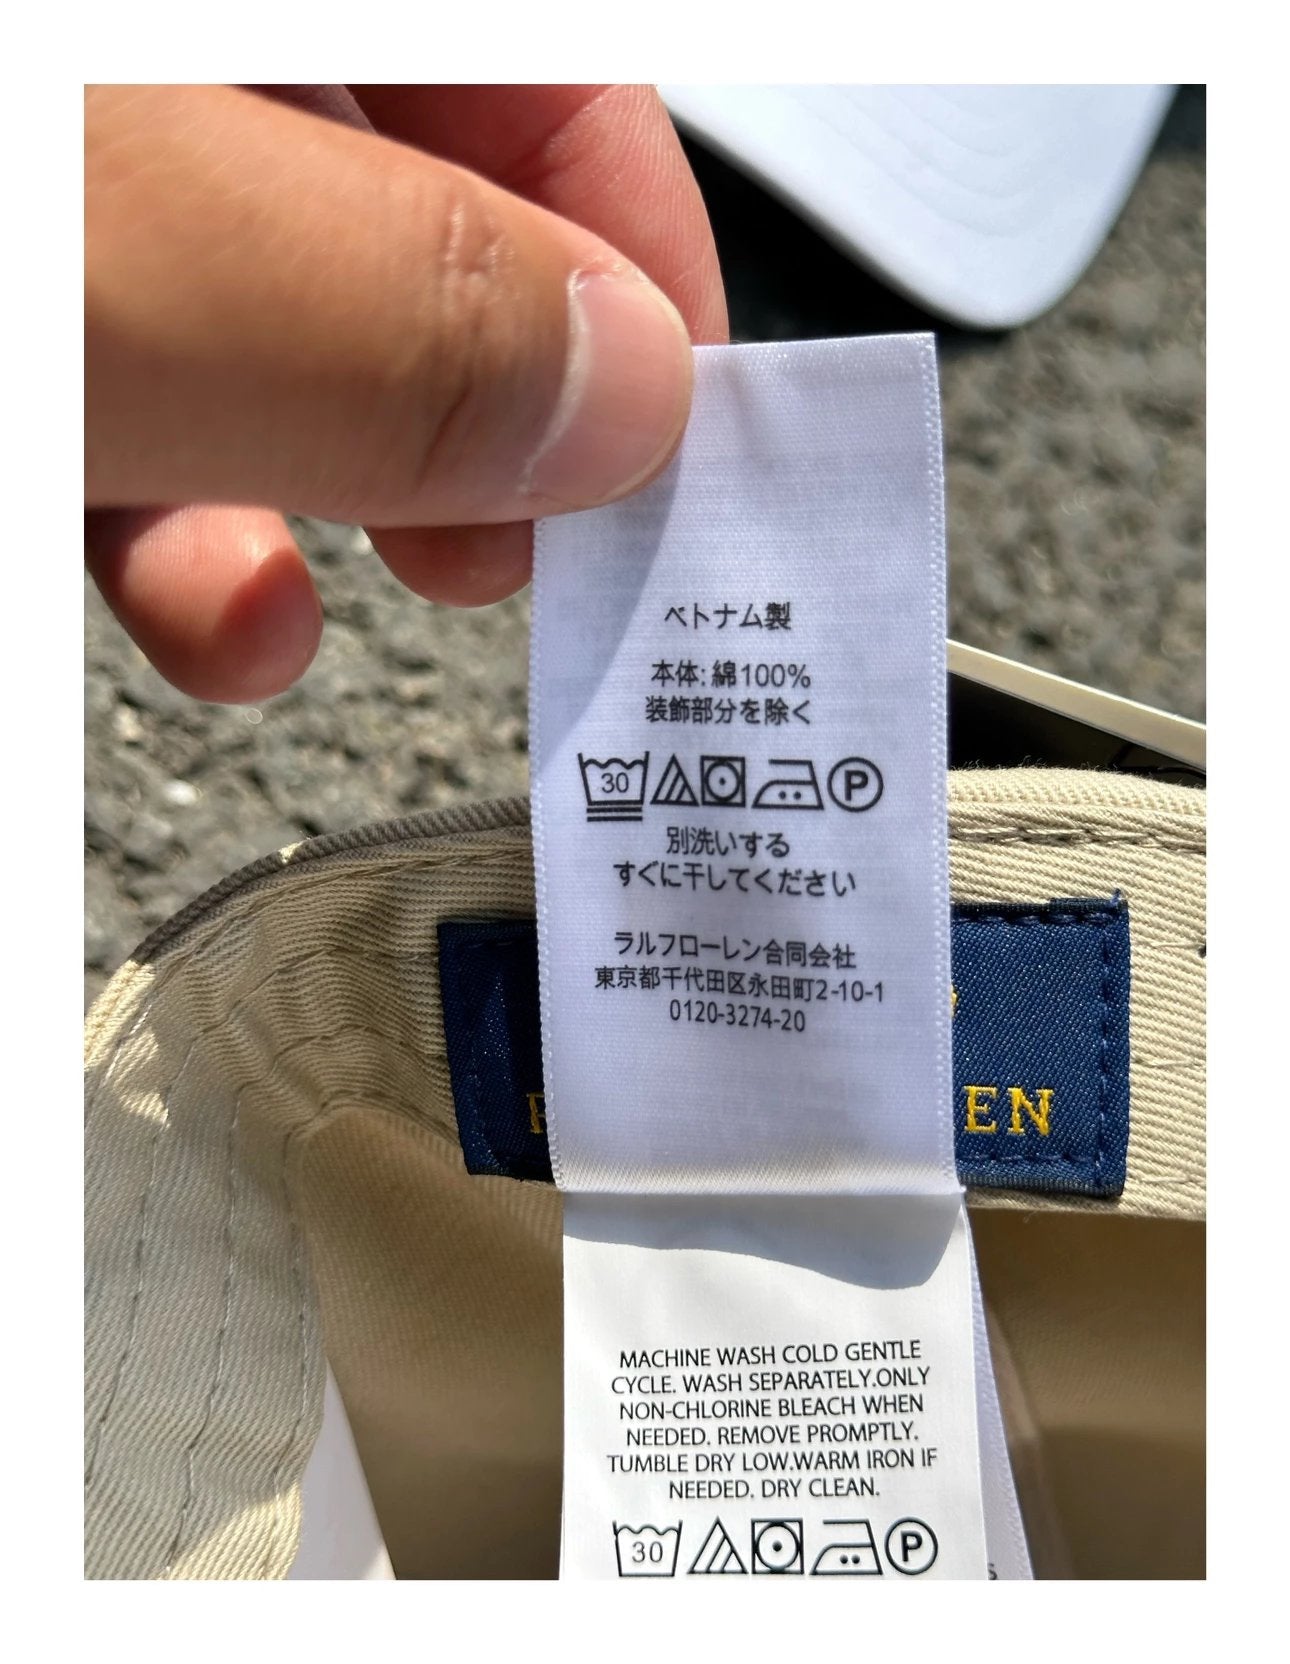 ベトナム製
本体:綿100%
装飾部分を除く
30 P
別洗いする
すぐに干してください
ラルフローレン合同会社
東京都千代田区永田町2-10-1
0120-3274-20
EN
MACHINE WASH COLD GENTLE
CYCLE. WASH SEPARATELY.ONLY
NON-CHLORINE BLEACH WHEN
NEEDED. REMOVE PROMPTLY.
TUMBLE DRY LOW.WARM IRON IF
NEEDED. DRY CLEAN.
30 P